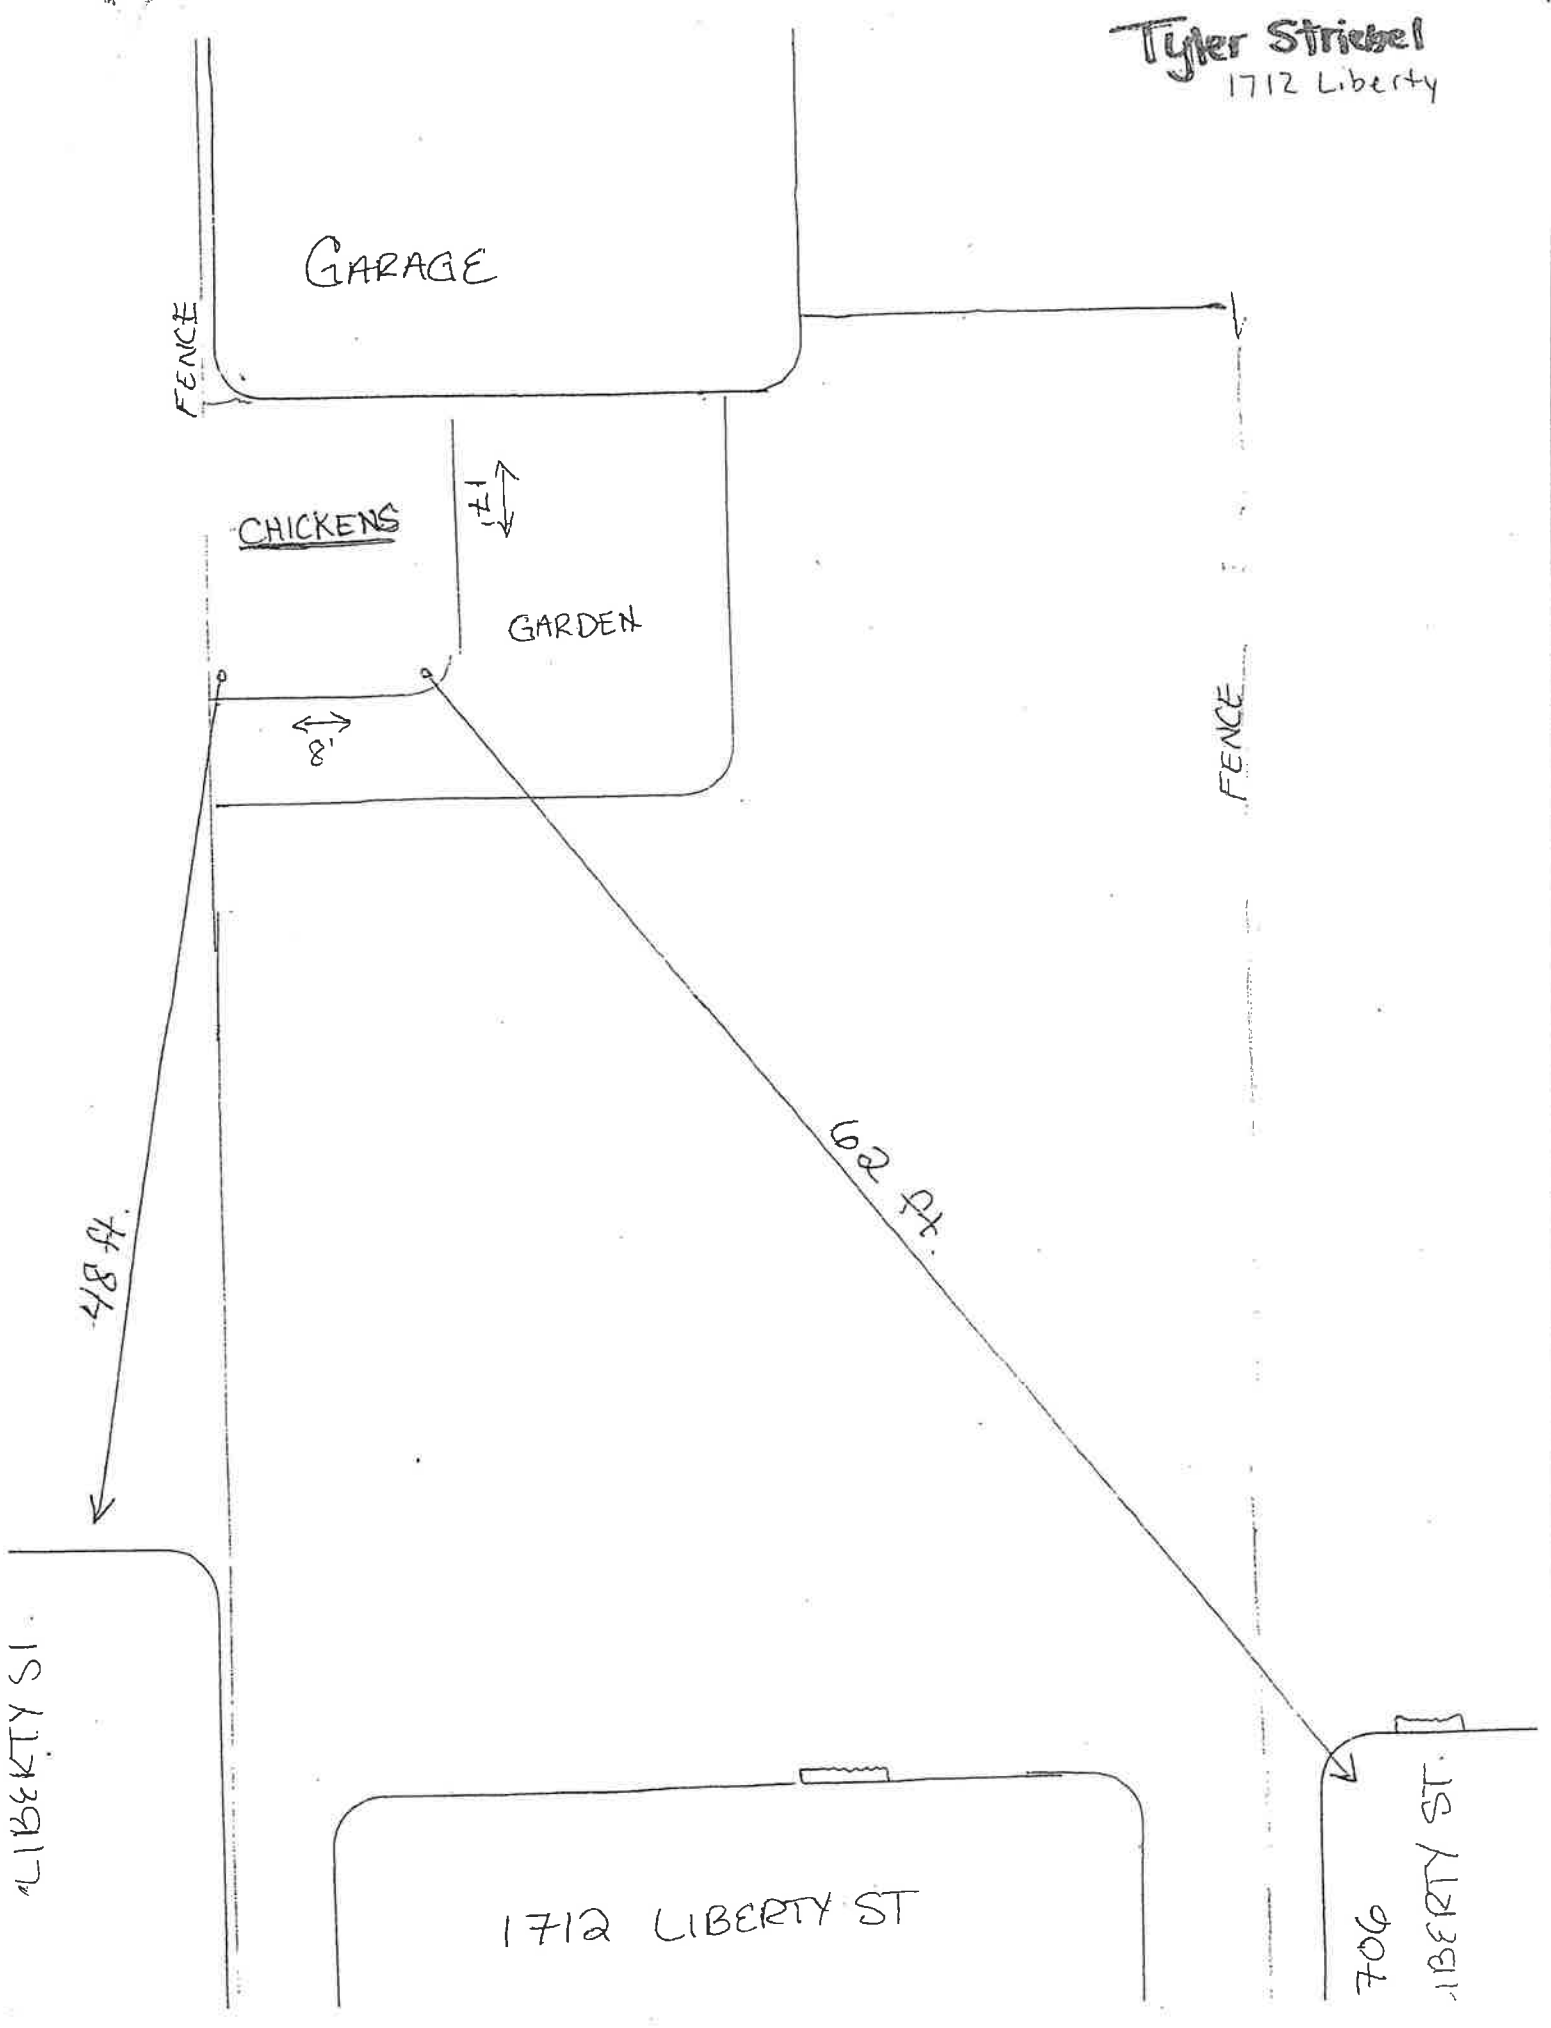 Tyler Striebel
1712 Liberty
GARAGE
FENCE
CHICKENS
GARDEN
8'
FENCE
62 ft.
48 ft.
LIBERTY ST.
1712 LIBERTY ST
706
IBERTY ST.